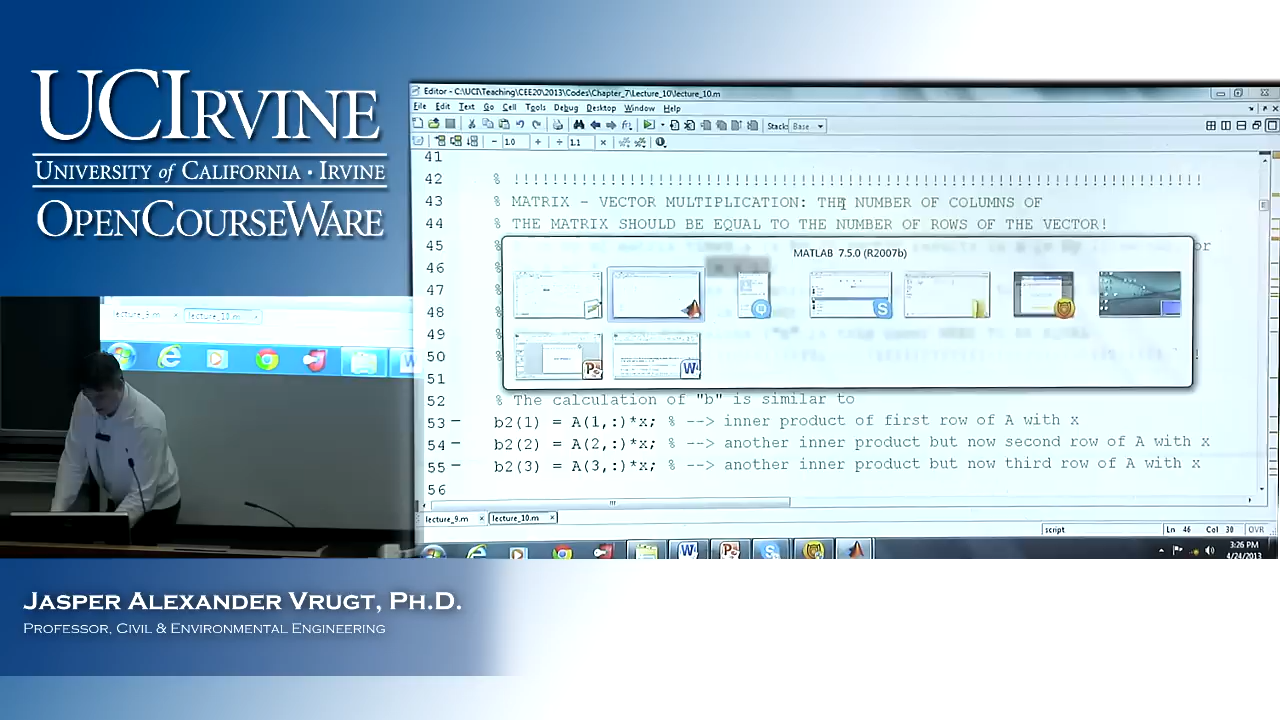 UCIRVINE
UNIVERSITY of CALIFORNIA · IRVINE
OPENCOURSEWARE
Editor - C:\UCI\Teaching\CEE20\2013\Codes\Chapter_7\Lecture_10\lecture_10.m
File Edit Text Go Cell Tools Debug Desktop Window Help
Stack: Base
1.0 + ÷ 1.1 ×
41
42 % !!!!!!!!!!!!!!!!!!!!!!!!!!!!!!!!!!!!!!!!!!!!!!!!!!!!!!!!!!!!!!!!!!!!!!!
43 % MATRIX - VECTOR MULTIPLICATION: THE NUMBER OF COLUMNS OF
44 % THE MATRIX SHOULD BE EQUAL TO THE NUMBER OF ROWS OF THE VECTOR!
45 %
MATLAB 7.5.0 (R2007b)
46 %
47 %
48 %
49 %
50 %
51
52 % The calculation of "b" is similar to
53 b2(1) = A(1,:)*x; % --> inner product of first row of A with x
54 b2(2) = A(2,:)*x; % --> another inner product but now second row of A with x
55 b2(3) = A(3,:)*x; % --> another inner product but now third row of A with x
56
lecture_9.m × lecture_10.m ×
script Ln 46 Col 30 OVR
3:26 PM
4/24/2013
lecture_9.m × lecture_10.m ×
JASPER ALEXANDER VRUGT, PH.D.
PROFESSOR, CIVIL & ENVIRONMENTAL ENGINEERING